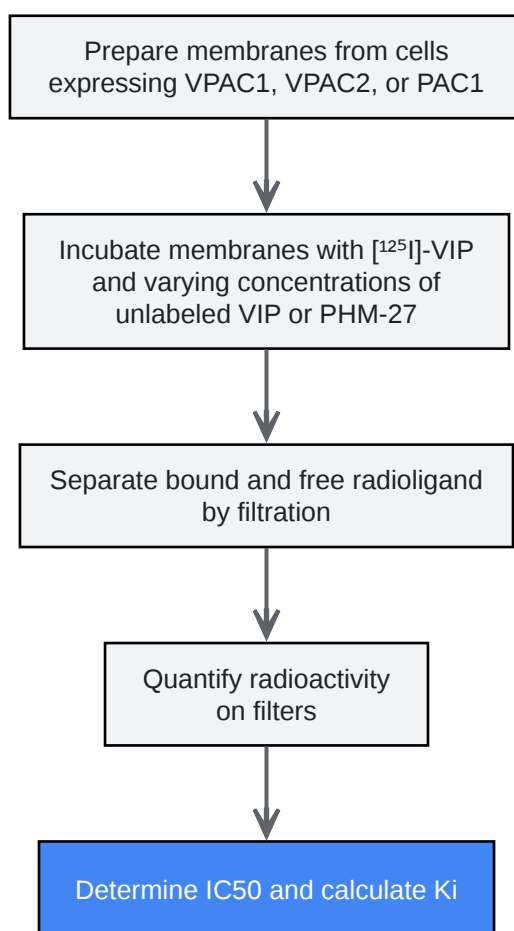 Prepare membranes from cells
expressing VPAC1, VPAC2, or PAC1
Incubate membranes with [¹²⁵I]-VIP
and varying concentrations of
unlabeled VIP or PHM-27
Separate bound and free radioligand
by filtration
Quantify radioactivity
on filters
Determine IC50 and calculate Ki